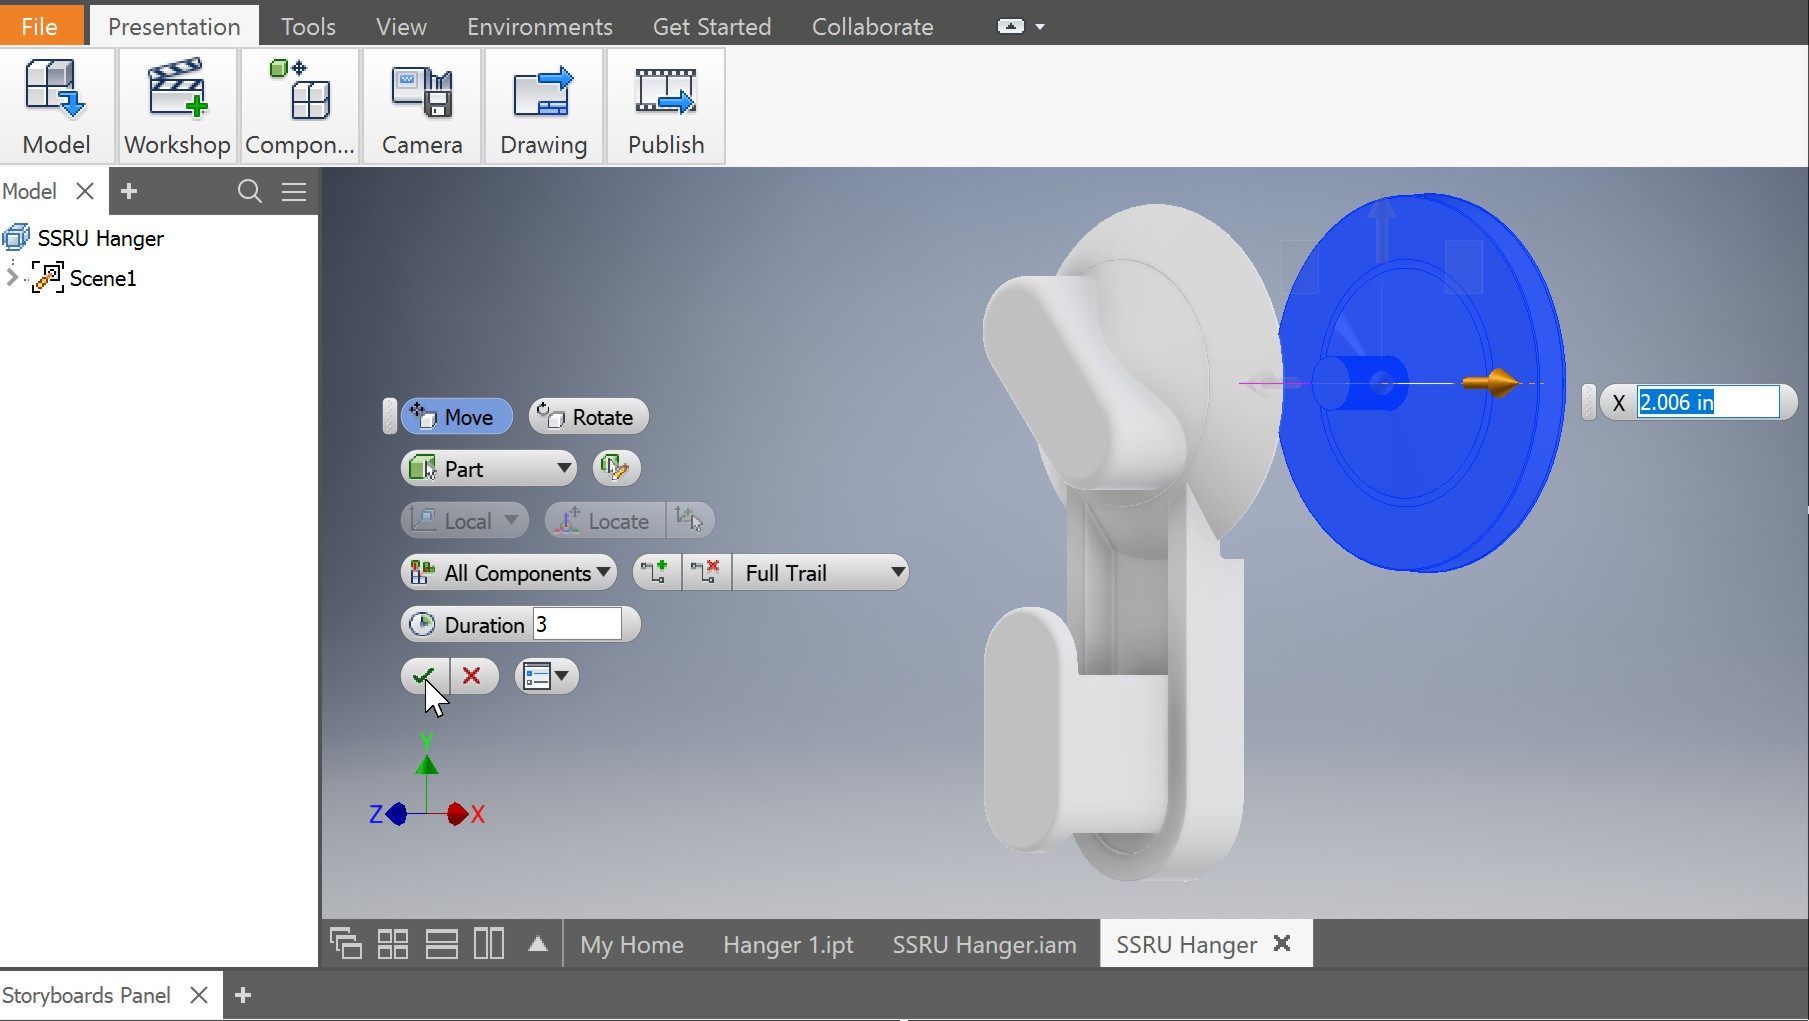 File Presentation Tools View Environments Get Started Collaborate
Model Workshop Compon... Camera Drawing Publish
Model
SSRU Hanger
Scene1
X 2.006 in
Move Rotate
Part
Local Locate
All Components Full Trail
Duration 3
Y
Z X
My Home Hanger 1.ipt SSRU Hanger.iam SSRU Hanger
Storyboards Panel